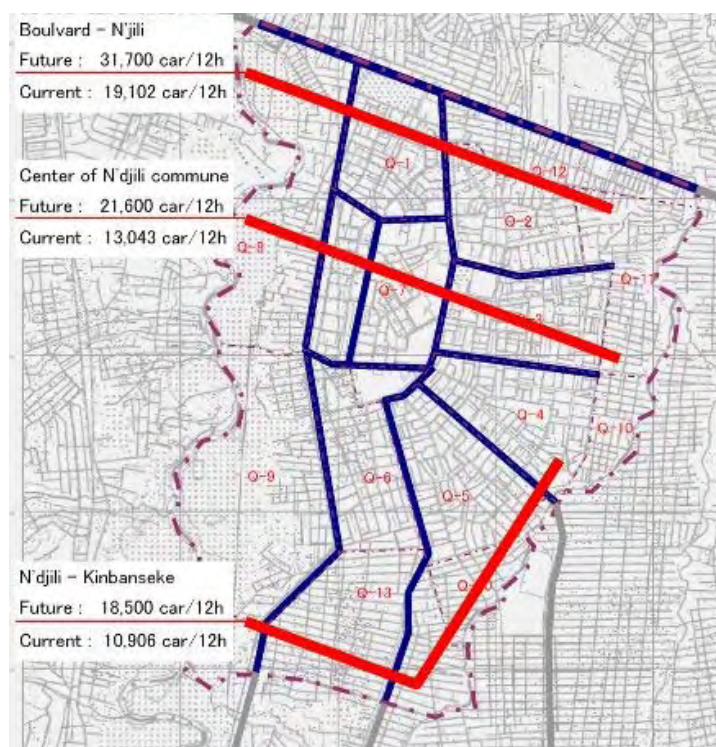 Boulvard - N'jili
Future : 31,700 car/12h
Current : 19,102 car/12h
Q-1
Q-12
Center of N'djili commune
Future : 21,600 car/12h
Current : 13,043 car/12h
Q-2
Q-8
Q-7
Q-11
Q-4
Q-10
Q-9
Q-6
Q-5
N'djili - Kinbanseke
Future : 18,500 car/12h
Current : 10,906 car/12h
Q-13